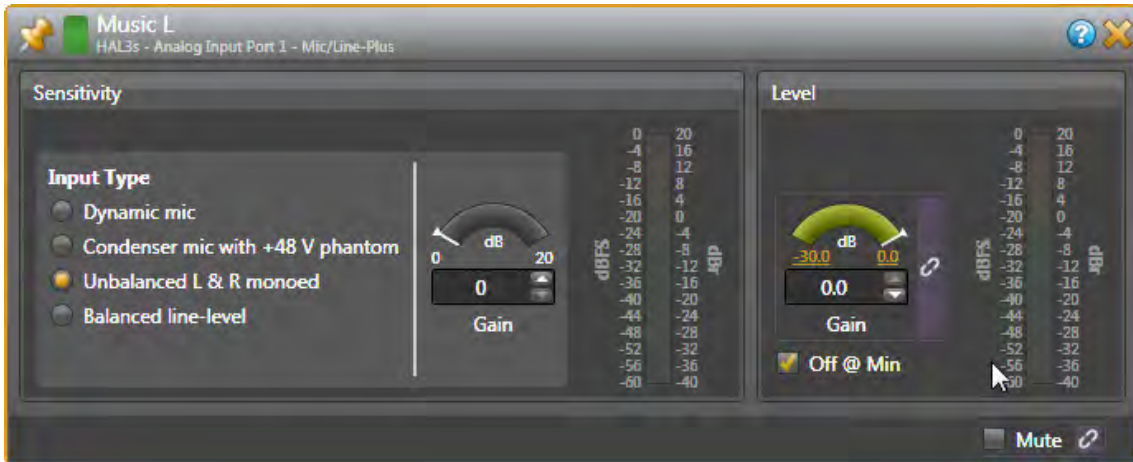 Music L
HAL3s - Analog Input Port 1 - Mic/Line-Plus
?
Sensitivity
Input Type
Dynamic mic
Condenser mic with +48 V phantom
Unbalanced L & R monoed
Balanced line-level
dB
0 20
0
Gain
dBFS
0 20
-4 16
-8 12
-12 8
-16 4
-20 0
-24 -4
-28 -8
-32 -12
-36 -16
-40 -20
-44 -24
-48 -28
-52 -32
-56 -36
-60 -40
dBr
Level
dB
-30.0 0.0
0.0
Gain
Off @ Min
dBFS
0 20
-4 16
-8 12
-12 8
-16 4
-20 0
-24 -4
-28 -8
-32 -12
-36 -16
-40 -20
-44 -24
-48 -28
-52 -32
-56 -36
-60 -40
dBr
Mute